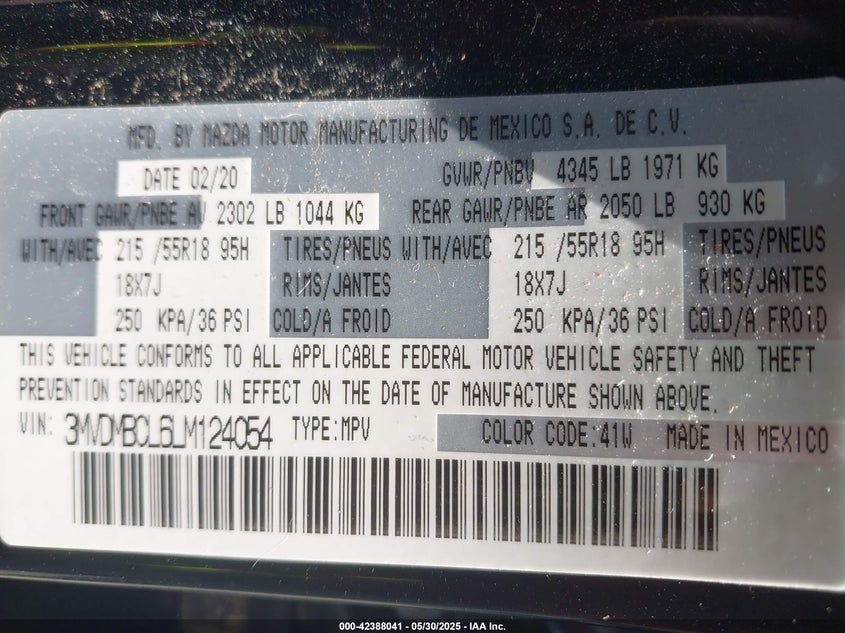 MFD. BY MAZDA MOTOR MANUFACTURING DE MEXICO S.A. DE C.V.
DATE 02/20 GVWR/PNBV 4345 LB 1971 KG
FRONT GAWR/PNBE AV 2302 LB 1044 KG REAR GAWR/PNBE AR 2050 LB 930 KG
WITH/AVEC 215 /55R18 95H TIRES/PNEUS WITH/AVEC 215 /55R18 95H TIRES/PNEUS
18X7J RIMS/JANTES 18X7J RIMS/JANTES
250 KPA/36 PSI COLD/A FROID 250 KPA/36 PSI COLD/A FROID
THIS VEHICLE CONFORMS TO ALL APPLICABLE FEDERAL MOTOR VEHICLE SAFETY AND THEFT
PREVENTION STANDARDS IN EFFECT ON THE DATE OF MANUFACTURE SHOWN ABOVE.
VIN: 3MVDMBCL6LM124054 TYPE:MPV COLOR CODE:41W MADE IN MEXICO
000-42388041 - 05/30/2025 - IAA Inc.